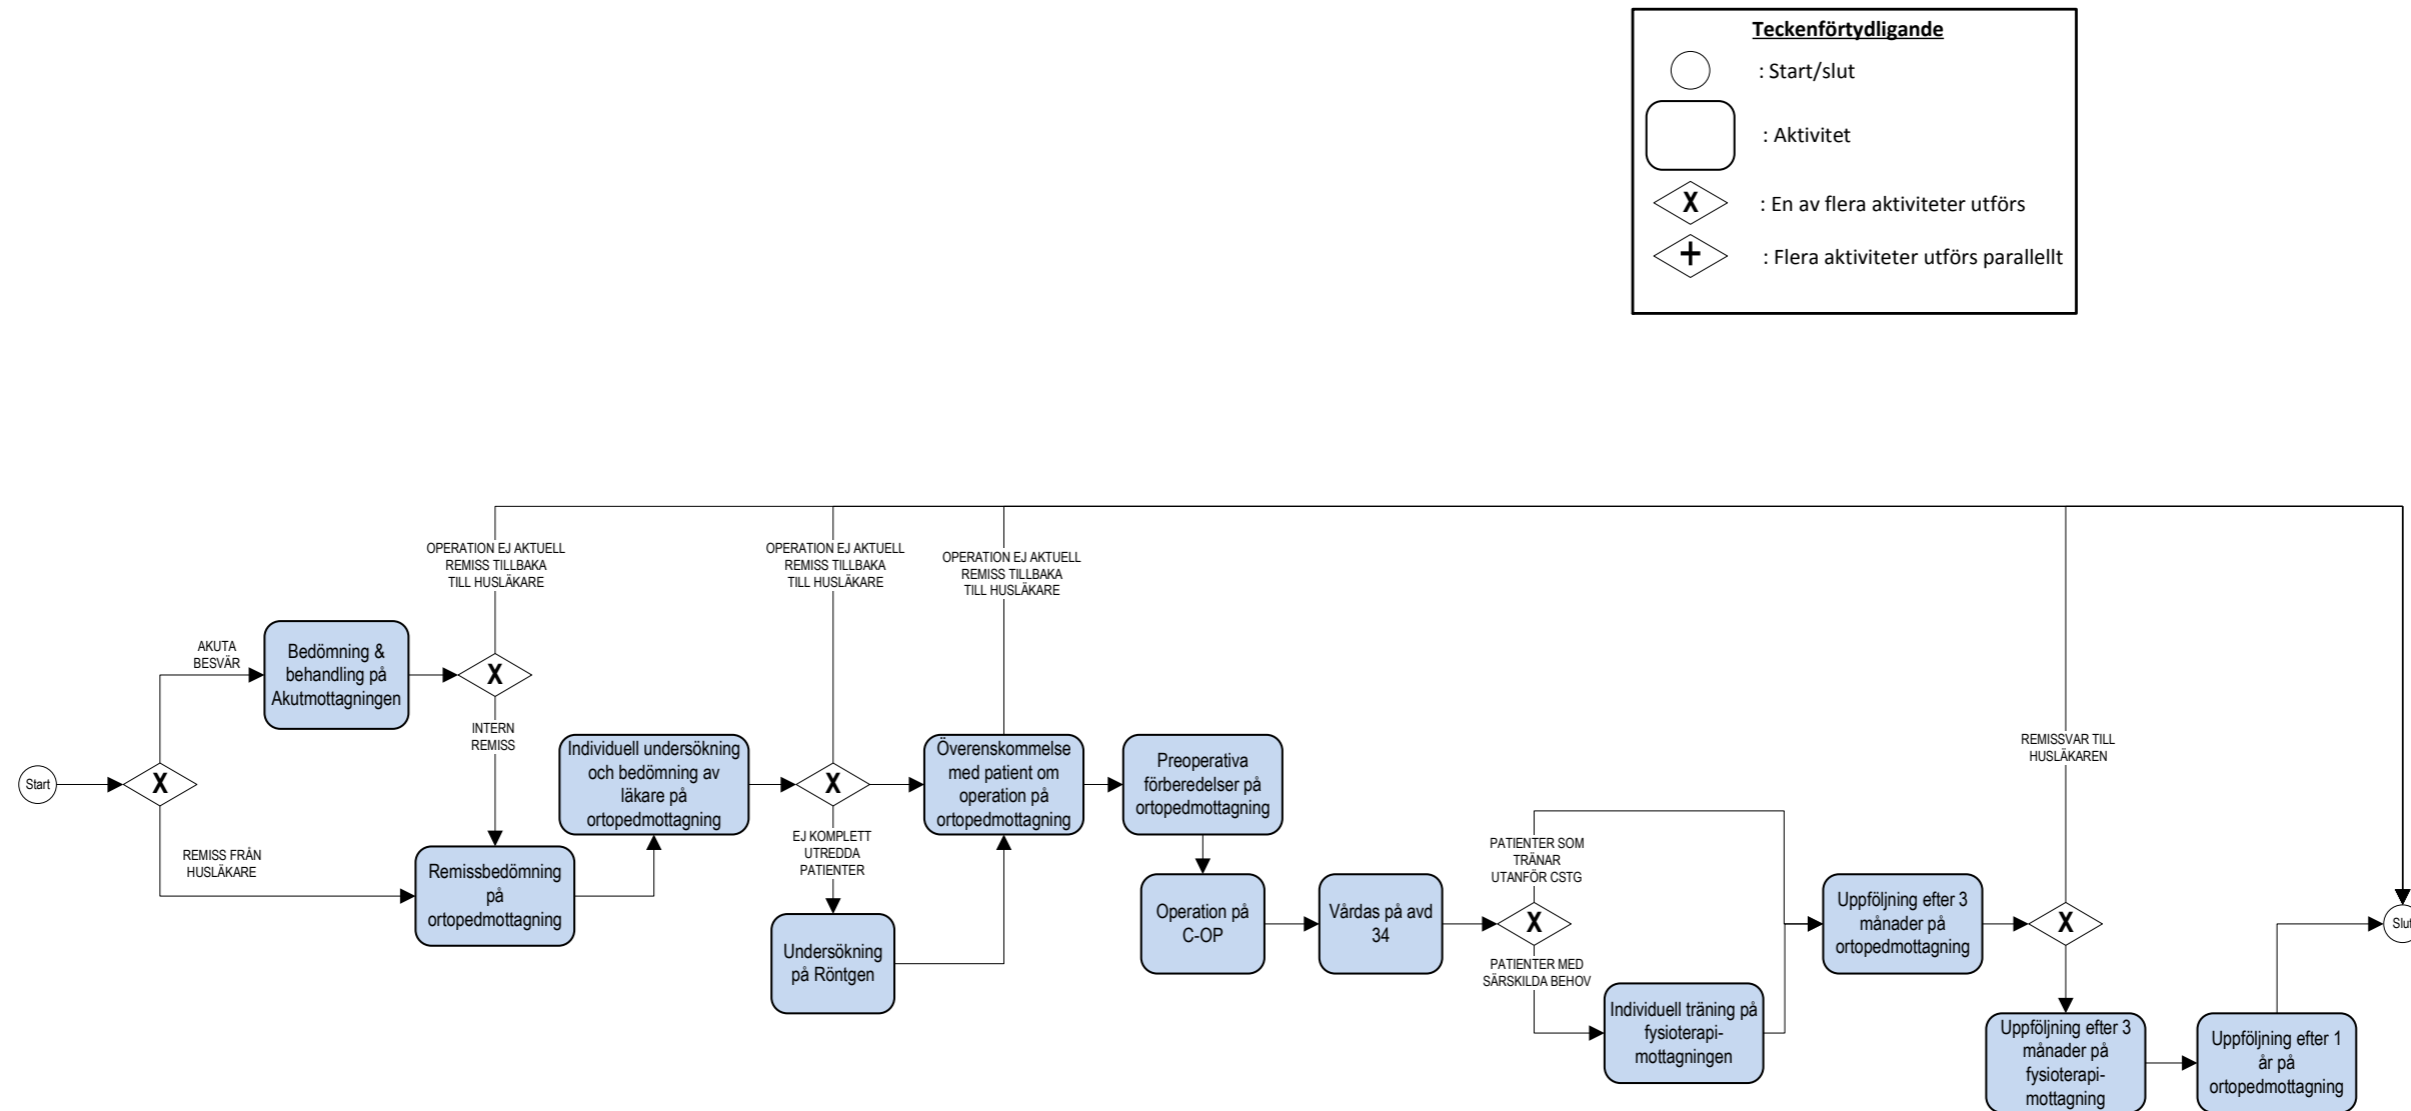 Teckenförtydligande
: Start/slut
: Aktivitet
X
: En av flera aktiviteter utförs
+
: Flera aktiviteter utförs parallellt
OPERATION EJ AKTUELL
REMISS TILLBAKA
TILL HUSLÄKARE
OPERATION EJ AKTUELL
REMISS TILLBAKA
TILL HUSLÄKARE
OPERATION EJ AKTUELL
REMISS TILLBAKA
TILL HUSLÄKARE
Start
X
AKUTA
BESVÄR
Bedömning &
behandling på
Akutmottagningen
X
INTERN
REMISS
REMISS FRÅN
HUSLÄKARE
Remissbedömning
på
ortopedmottagning
Individuell undersökning
och bedömning av
läkare på
ortopedmottagning
X
EJ KOMPLETT
UTREDDA
PATIENTER
Undersökning
på Röntgen
Överenskommelse
med patient om
operation på
ortopedmottagning
Preoperativa
förberedelser på
ortopedmottagning
Operation på
C-OP
Vårdas på avd
34
PATIENTER SOM
TRÄNAR
UTANFÖR CSTG
X
PATIENTER MED
SÄRSKILDA BEHOV
Individuell träning på
fysioterapi-
mottagningen
Uppföljning efter 3
månader på
ortopedmottagning
REMISSVAR TILL
HUSLÄKAREN
X
Uppföljning efter 3
månader på
fysioterapi-
mottagning
Uppföljning efter 1
år på
ortopedmottagning
Slut